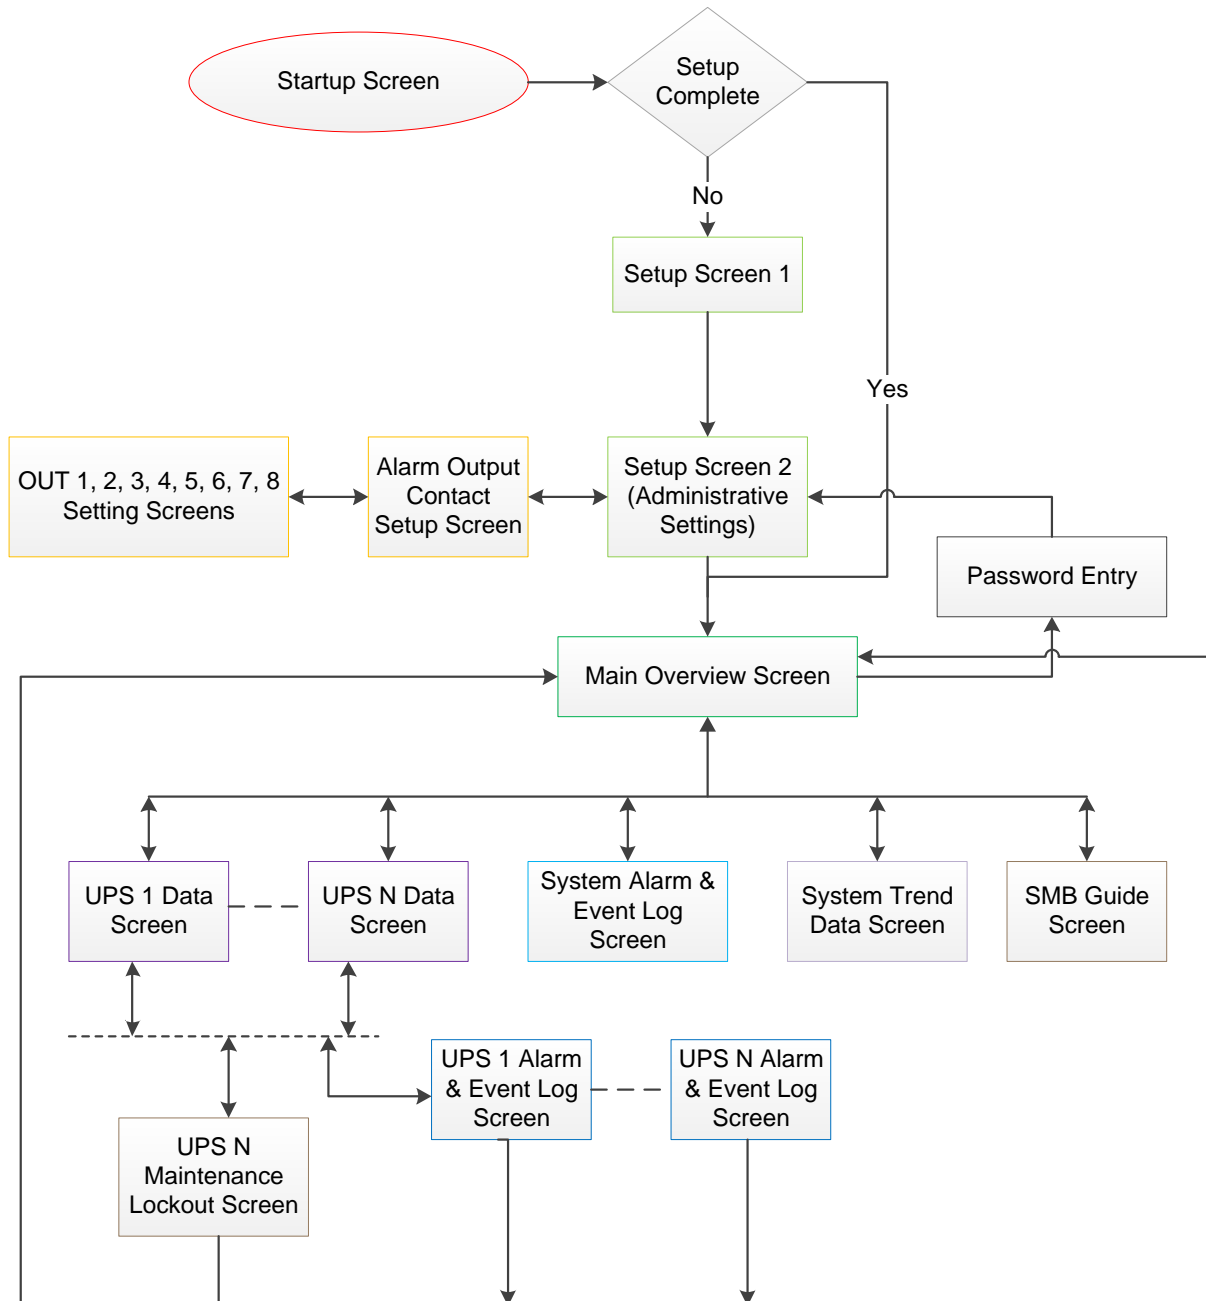 Startup Screen
Setup
Complete
No
Setup Screen 1
Yes
OUT 1, 2, 3, 4, 5, 6, 7, 8
Setting Screens
Alarm Output
Contact
Setup Screen
Setup Screen 2
(Administrative
Settings)
Password Entry
Main Overview Screen
UPS 1 Data
Screen
UPS N Data
Screen
System Alarm &
Event Log
Screen
System Trend
Data Screen
SMB Guide
Screen
UPS 1 Alarm
& Event Log
Screen
UPS N Alarm
& Event Log
Screen
UPS N
Maintenance
Lockout Screen